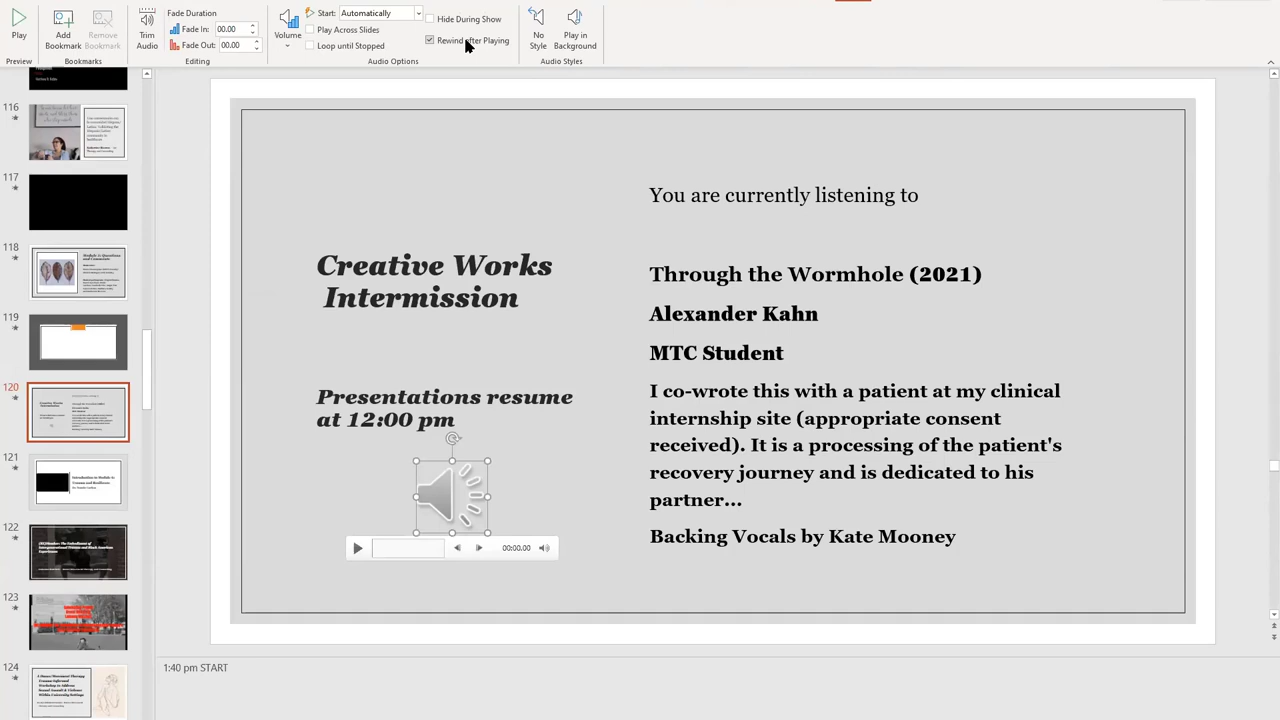 Play
Preview
Add Bookmark
Remove Bookmark
Bookmarks
Trim Audio
Fade Duration
Fade In: 00.00
Fade Out: 00.00
Editing
Volume
Start: Automatically
Play Across Slides
Loop until Stopped
Hide During Show
Rewind after Playing
Audio Options
No Style
Play in Background
Audio Styles
116
117
118
119
120
121
122
123
124
Creative Works
Intermission
Presentations resume
at 12:00 pm
00:00.00
You are currently listening to
Through the Wormhole (2021)
Alexander Kahn
MTC Student
I co-wrote this with a patient at my clinical
internship site (appropriate consent
received). It is a processing of the patient's
recovery journey and is dedicated to his
partner...
Backing Vocals by Kate Mooney
1:40 pm START